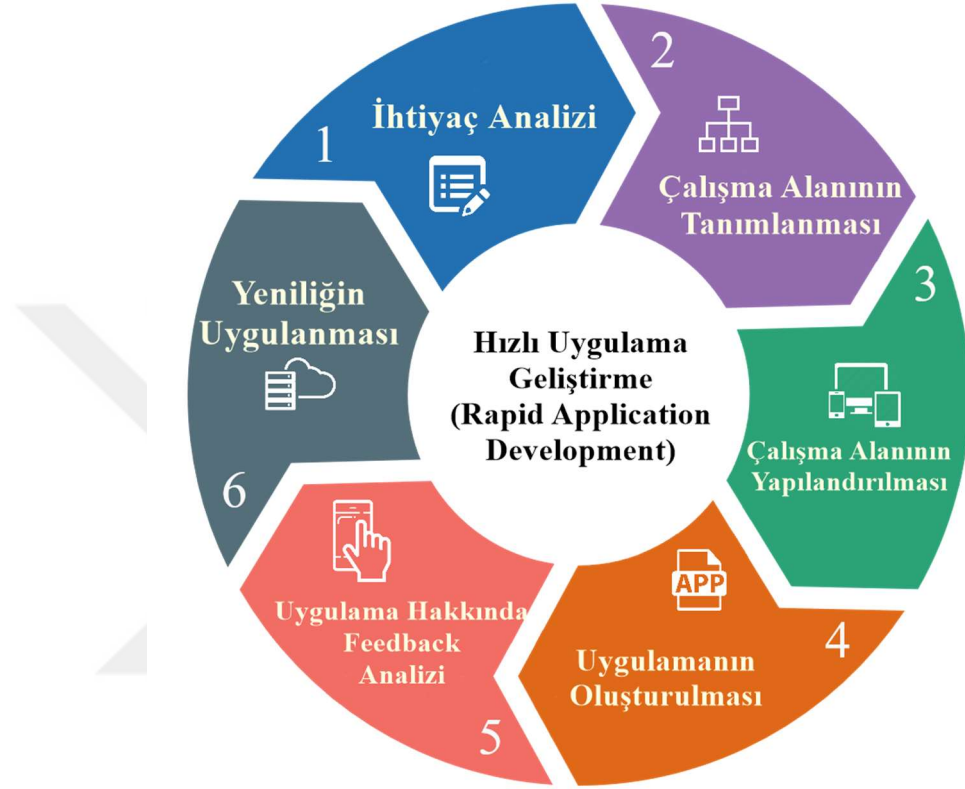 1
İhtiyaç Analizi
2
Çalışma Alanının
Tanımlanması
3
Çalışma Alanının
Yapılandırılması
4
APP
Uygulamanın
Oluşturulması
5
Uygulama Hakkında
Feedback
Analizi
6
Yeniliğin
Uygulanması
Hızlı Uygulama
Geliştirme
(Rapid Application
Development)